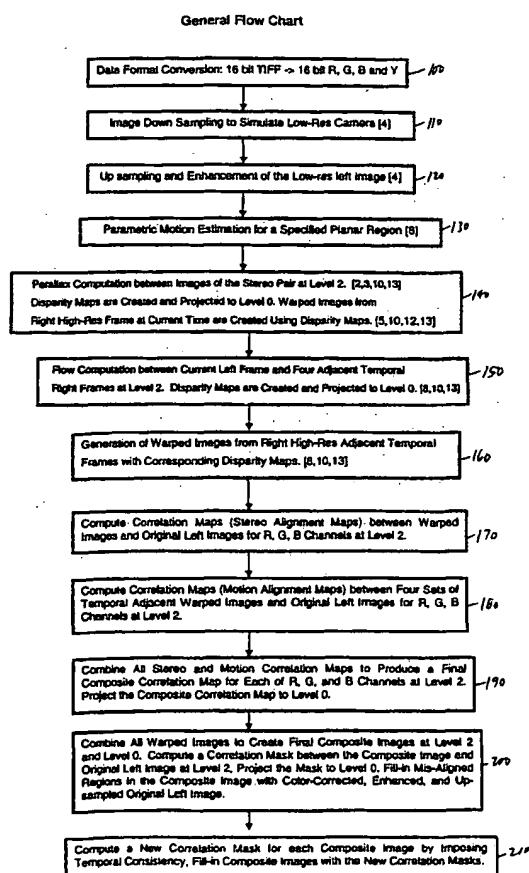 General Flow Chart
Data Formal Conversion: 16 bit TIFF -> 16 bit R, G, B and Y
100
Image Down Sampling to Simulate Low-Res Camera [4]
110
Up sampling and Enhancement of the Low-res left image [4]
120
Parametric Motion Estimation for a Specified Planar Region [8]
130
Parallax Computation between Images of the Stereo Pair at Level 2. [2,3,10,13]
Disparity Maps are Created and Projected to Level 0. Warped Images from
Right High-Res Frame at Current Time are Created Using Disparity Maps. [5,10,12,13]
140
Flow Computation between Current Left Frame and Four Adjacent Temporal
Right Frames at Level 2. Disparity Maps are Created and Projected to Level 0. [8,10,13]
150
Generation of Warped Images from Right High-Res Adjacent Temporal
Frames with Corresponding Disparity Maps. [8,10,13]
160
Compute Correlation Maps (Stereo Alignment Maps) between Warped
Images and Original Left Images for R, G, B Channels at Level 2.
170
Compute Correlation Maps (Motion Alignment Maps) between Four Sets of
Temporal Adjacent Warped Images and Original Left Images for R, G, B
Channels at Level 2.
180
Combine All Stereo and Motion Correlation Maps to Produce a Final
Composite Correlation Map for Each of R, G, and B Channels at Level 2.
Project the Composite Correlation Map to Level 0.
190
Combine All Warped Images to Create Final Composite Images at Level 2
and Level 0. Compute a Correlation Mask between the Composite Image and
Original Left Image at Level 2, Project the Mask to Level 0. Fill-in Mis-Aligned
Regions in the Composite Image with Color-Corrected, Enhanced, and Up-
sampled Original Left Image.
200
Compute a New Correlation Mask for each Composite Image by Imposing
Temporal Consistency, Fill-in Composite Images with the New Correlation Masks.
210